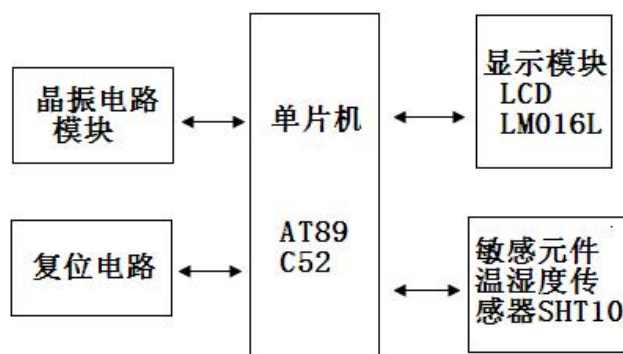 晶振电路
模块
复位电路
单片机
AT89
C52
显示模块
LCD
LM016L
敏感元件
温湿度传
感器SHT10